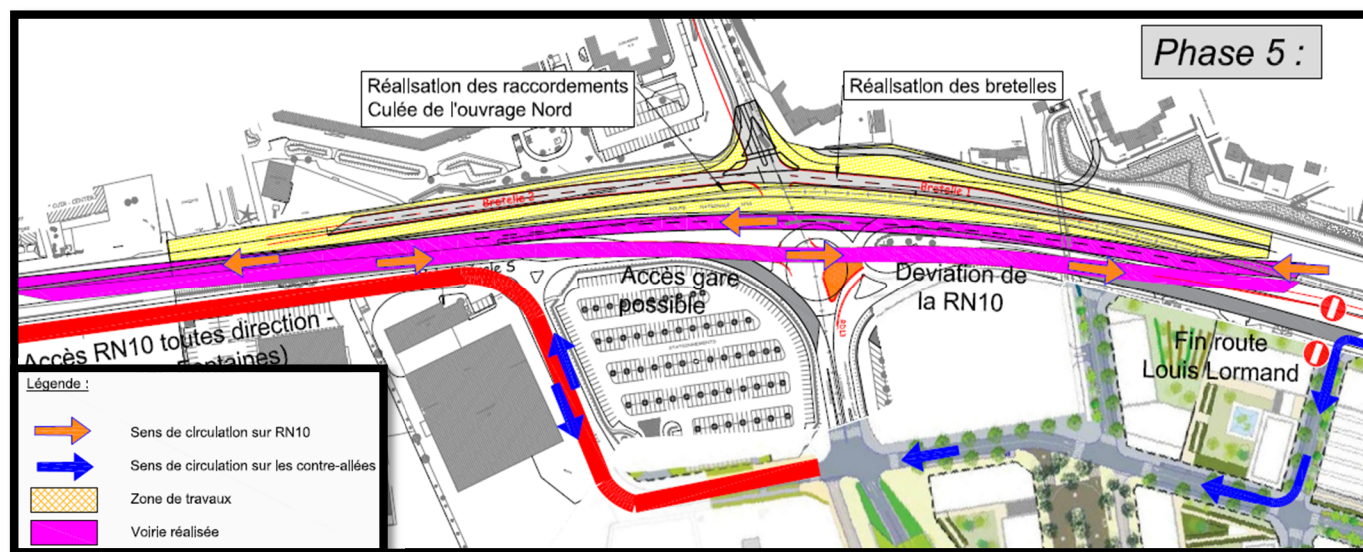 Phase 5 :
Réalisation des raccordements
Culée de l'ouvrage Nord
Réalisation des bretelles
Bretelle 2
Bretelle 1
Accès gare
possible
Déviation de
la RN10
STATIONNEMENTS
Fin route
Louis Lormand
Accès RN10 toutes direction -
Légende :
Sens de circulation sur RN10
Sens de circulation sur les contre-allées
Zone de travaux
Voirie réalisée